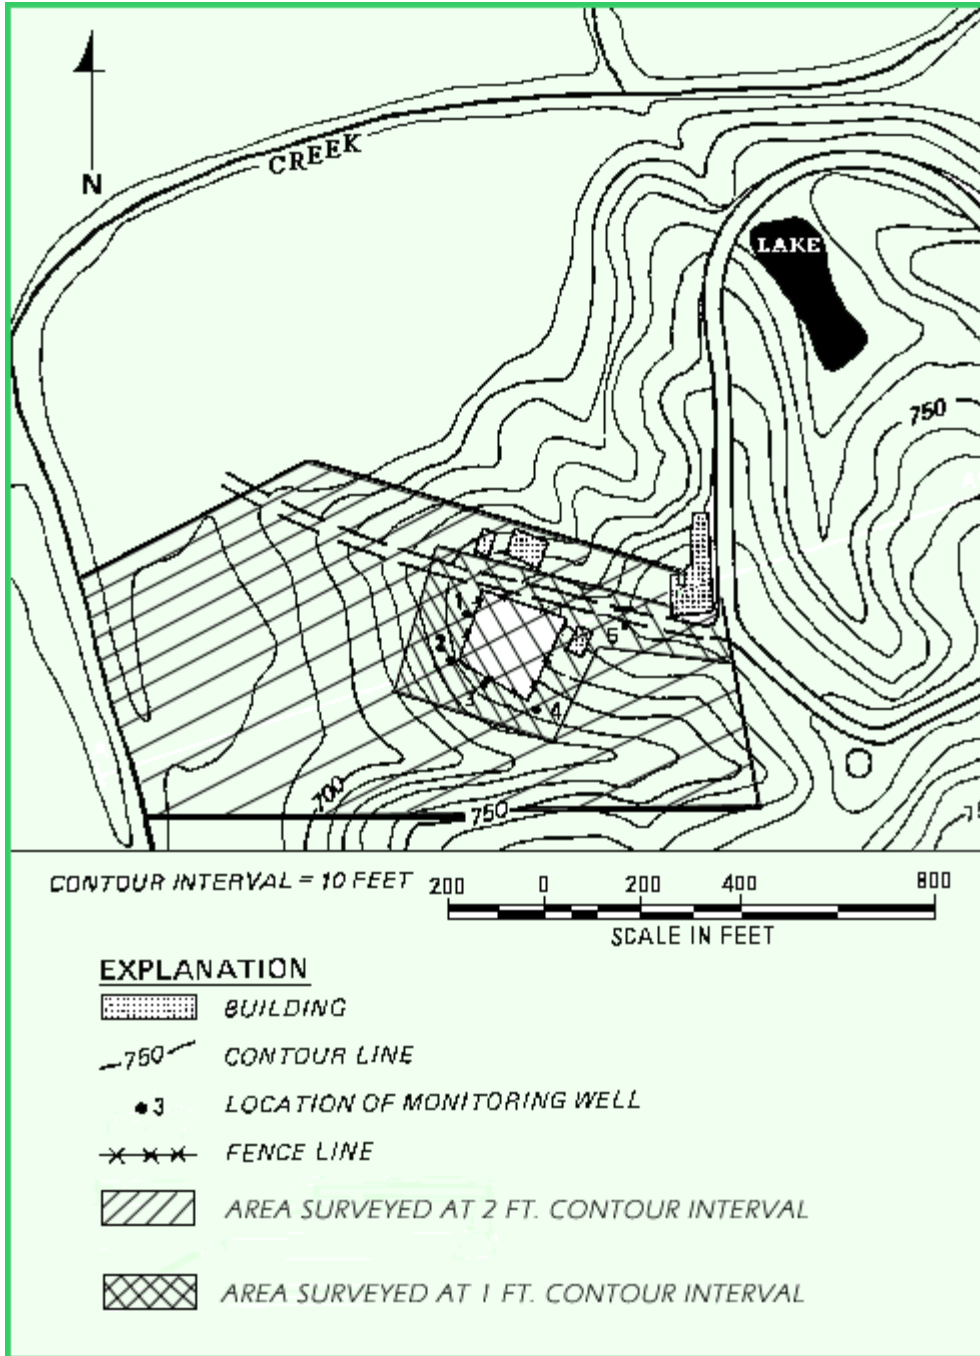 N
CREEK
LAKE
750
1
2
5
3
4
700
750
CONTOUR INTERVAL = 10 FEET
200 0 200 400 800
SCALE IN FEET
EXPLANATION
BUILDING
750
CONTOUR LINE
3
LOCATION OF MONITORING WELL
FENCE LINE
AREA SURVEYED AT 2 FT. CONTOUR INTERVAL
AREA SURVEYED AT 1 FT. CONTOUR INTERVAL